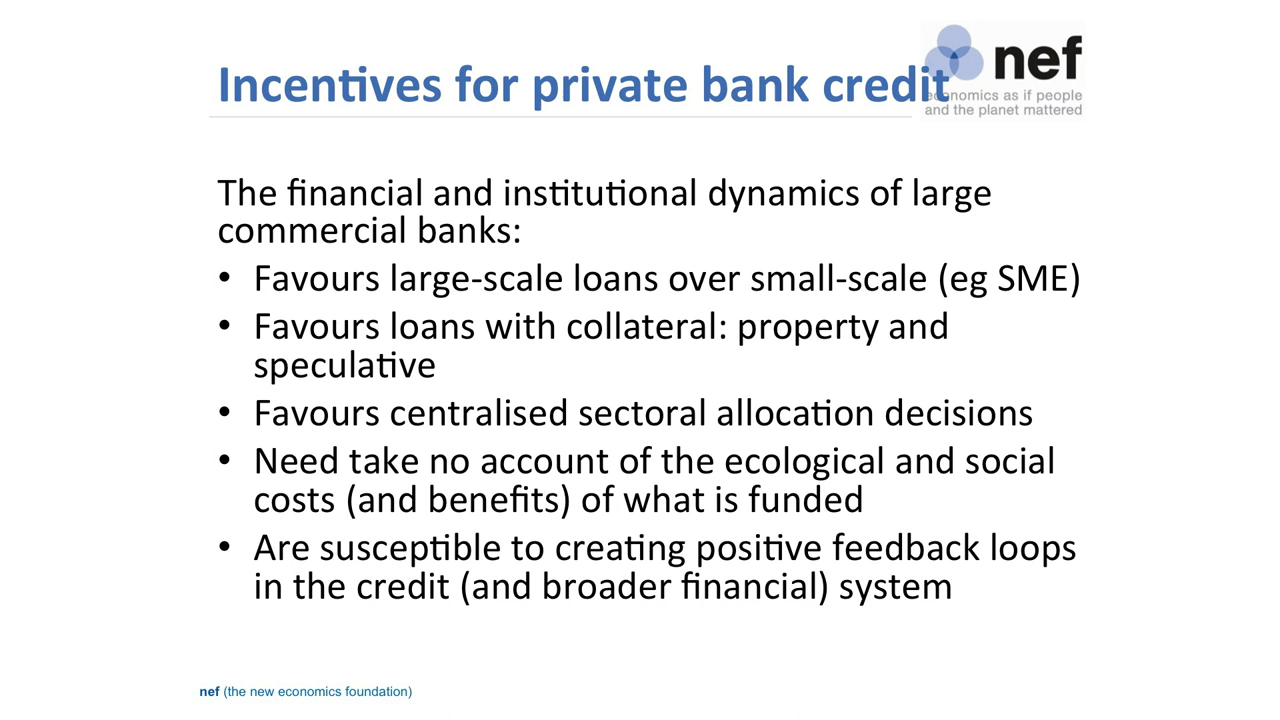 Incentives for private bank credit
nef
economics as if people
and the planet mattered
The financial and institutional dynamics of large
commercial banks:
• Favours large-scale loans over small-scale (eg SME)
• Favours loans with collateral: property and
speculative
• Favours centralised sectoral allocation decisions
• Need take no account of the ecological and social
costs (and benefits) of what is funded
• Are susceptible to creating positive feedback loops
in the credit (and broader financial) system
nef (the new economics foundation)